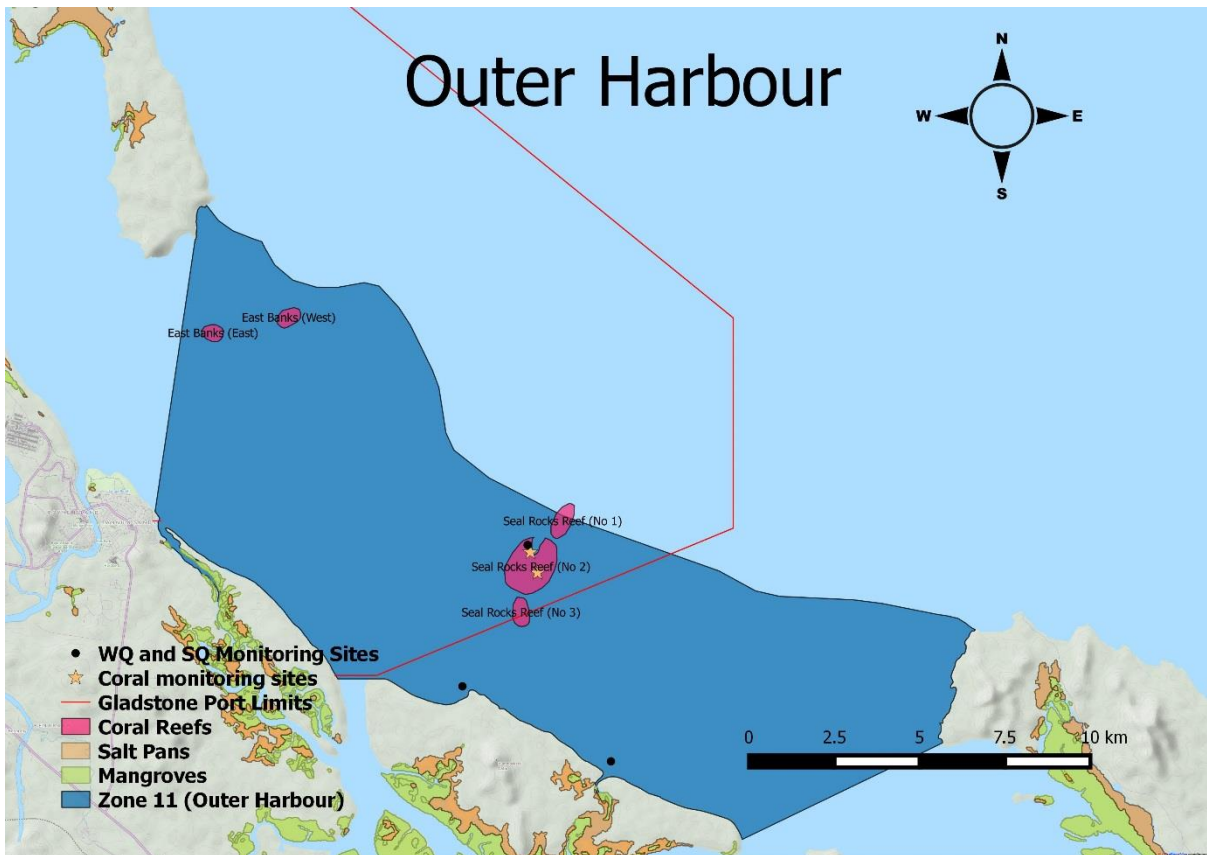 Outer Harbour
N
W
E
S
East Banks (West)
East Banks (East)
Seal Rocks Reef (No 1)
Seal Rocks Reef (No 2)
Seal Rocks Reef (No 3)
WQ and SQ Monitoring Sites
Coral monitoring sites
Gladstone Port Limits
Coral Reefs
Salt Pans
Mangroves
Zone 11 (Outer Harbour)
0 2.5 5 7.5 10 km